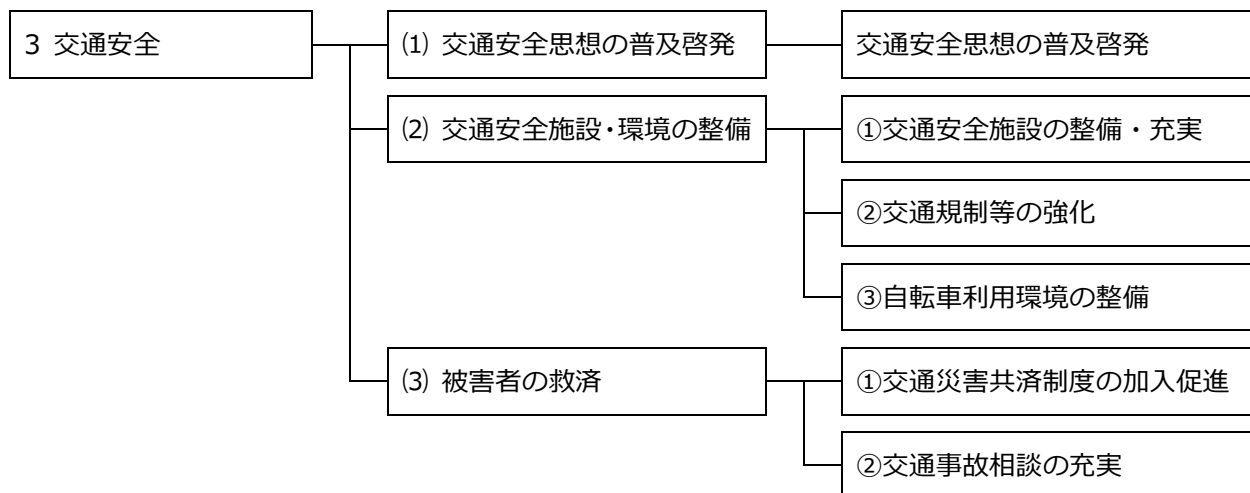 3 交通安全
⑴ 交通安全思想の普及啓発
交通安全思想の普及啓発
⑵ 交通安全施設・環境の整備
①交通安全施設の整備・充実
②交通規制等の強化
③自転車利用環境の整備
⑶ 被害者の救済
①交通災害共済制度の加入促進
②交通事故相談の充実